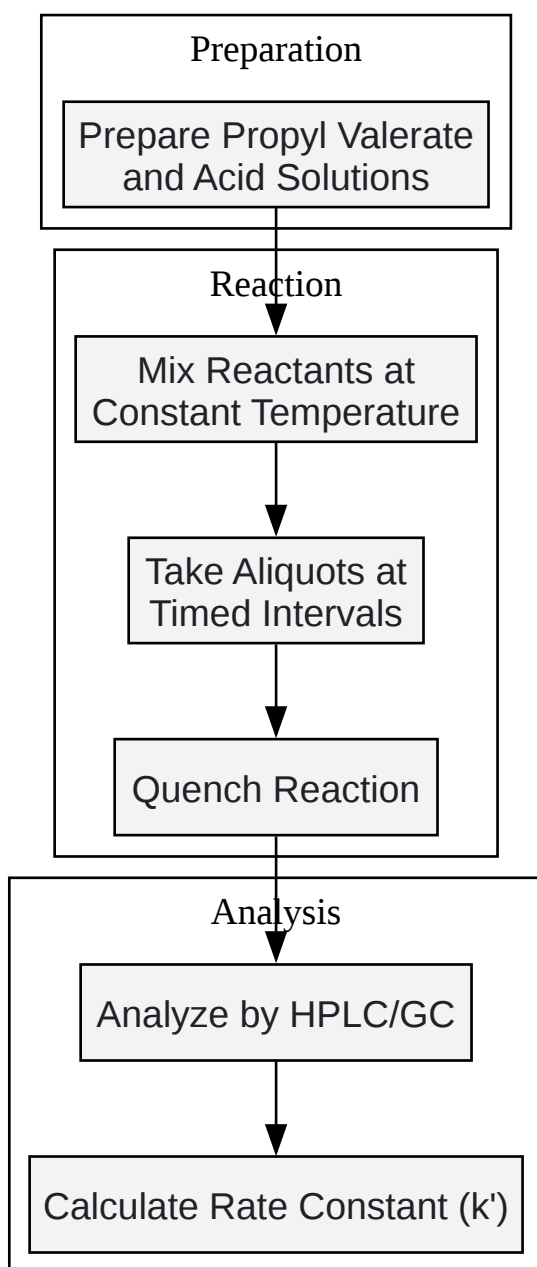 Preparation
Prepare Propyl Valerate
and Acid Solutions
Reaction
Mix Reactants at
Constant Temperature
Take Aliquots at
Timed Intervals
Quench Reaction
Analysis
Analyze by HPLC/GC
Calculate Rate Constant (k')